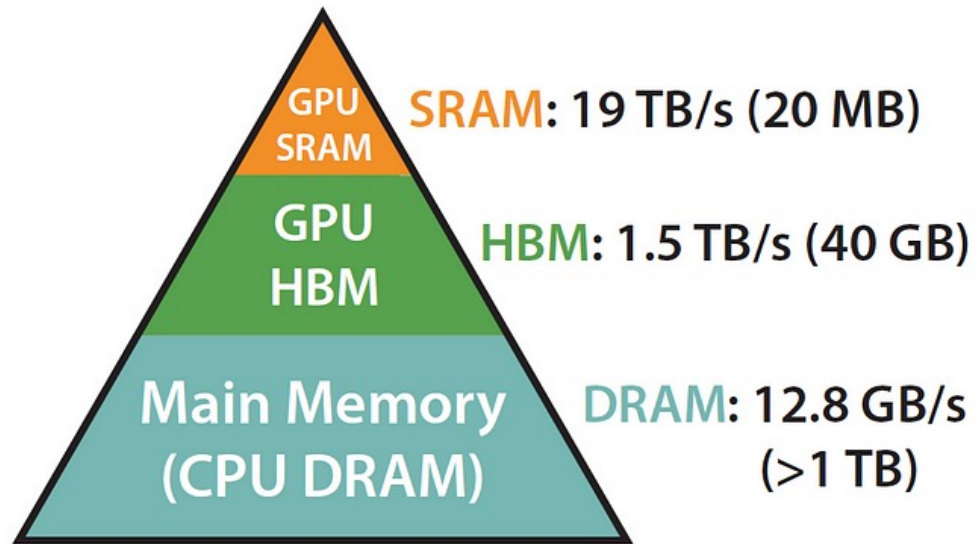 GPU
SRAM
SRAM: 19 TB/s (20 MB)
GPU
HBM
HBM: 1.5 TB/s (40 GB)
Main Memory
(CPU DRAM)
DRAM: 12.8 GB/s
(>1 TB)